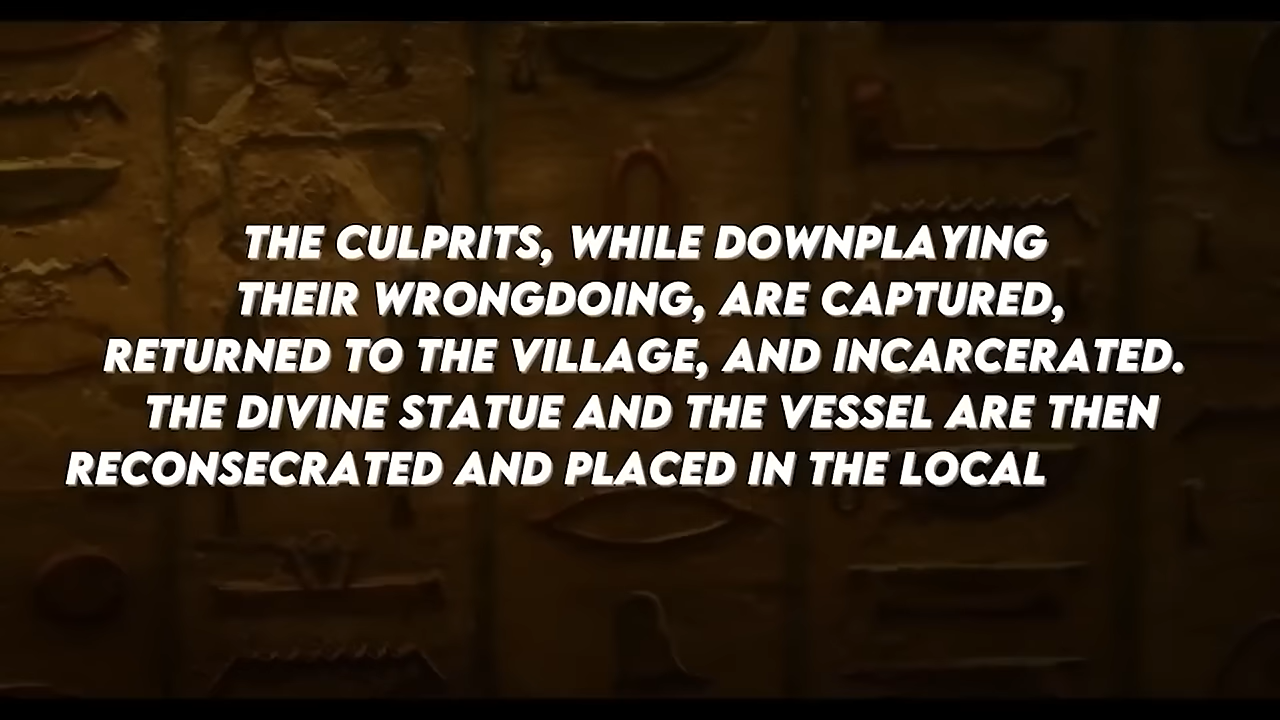 THE CULPRITS, WHILE DOWNPLAYING
THEIR WRONGDOING, ARE CAPTURED,
RETURNED TO THE VILLAGE, AND INCARCERATED.
THE DIVINE STATUE AND THE VESSEL ARE THEN
RECONSECRATED AND PLACED IN THE LOCAL